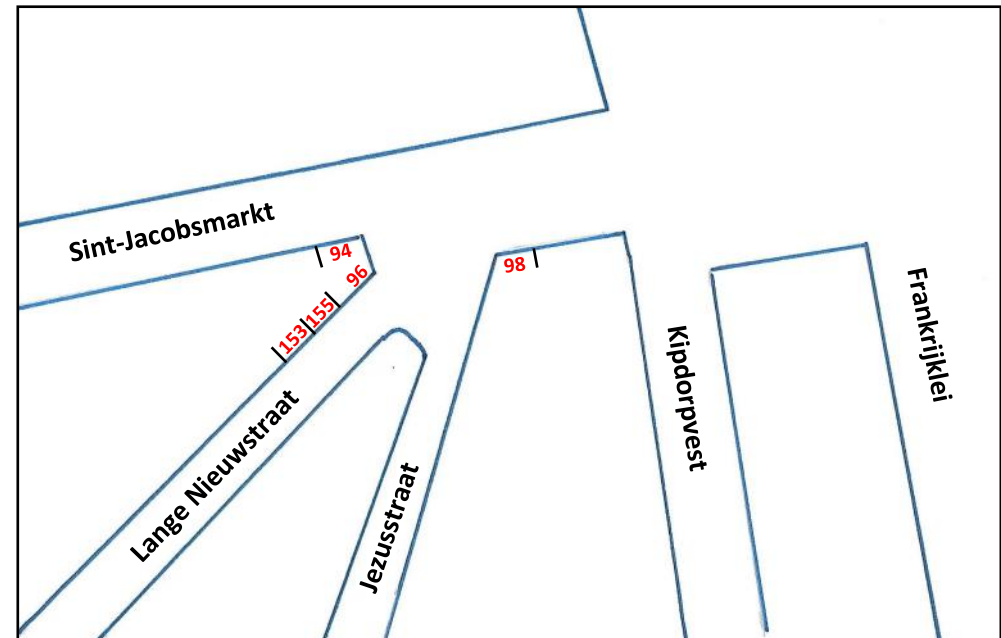 Sint-Jacobsmarkt
94
96
98
155
153
Lange Nieuwstraat
Jezusstraat
Kipdorpvest
Frankrijklei